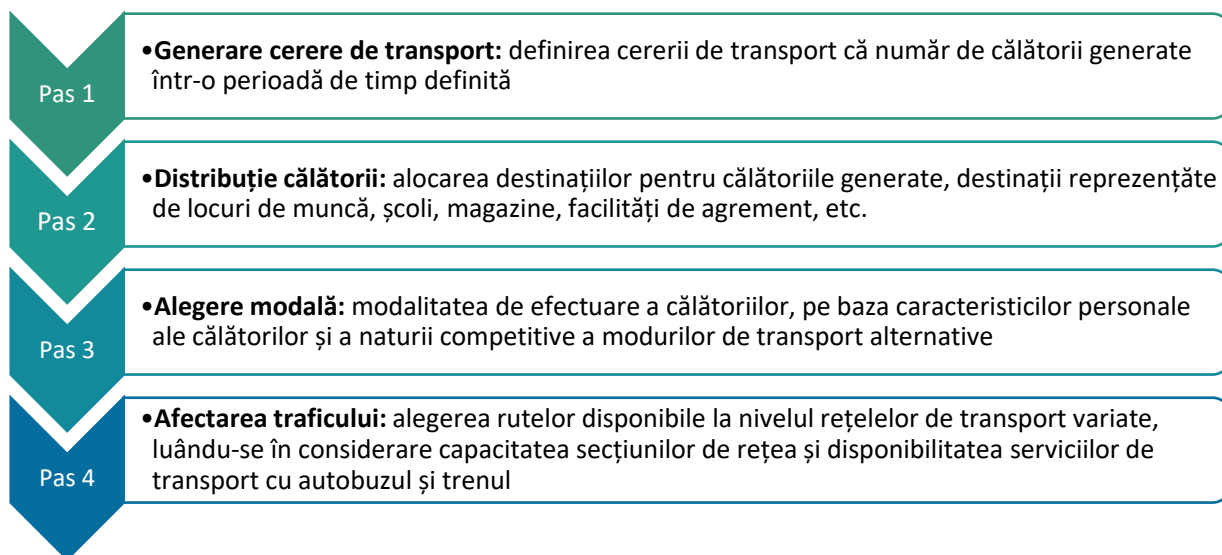 Pas 1
•Generare cerere de transport: definirea cererii de transport că număr de călătorii generate
într-o perioadă de timp definită
Pas 2
•Distribuție călătorii: alocarea destinațiilor pentru călătoriile generate, destinații reprezențăte
de locuri de muncă, școli, magazine, facilități de agrement, etc.
Pas 3
•Alegere modală: modalitatea de efectuare a călătoriilor, pe baza caracteristicilor personale
ale călătorilor și a naturii competitive a modurilor de transport alternative
Pas 4
•Afectarea traficului: alegerea rutelor disponibile la nivelul rețelelor de transport variate,
luându-se în considerare capacitatea secțiunilor de rețea și disponibilitatea serviciilor de
transport cu autobuzul și trenul